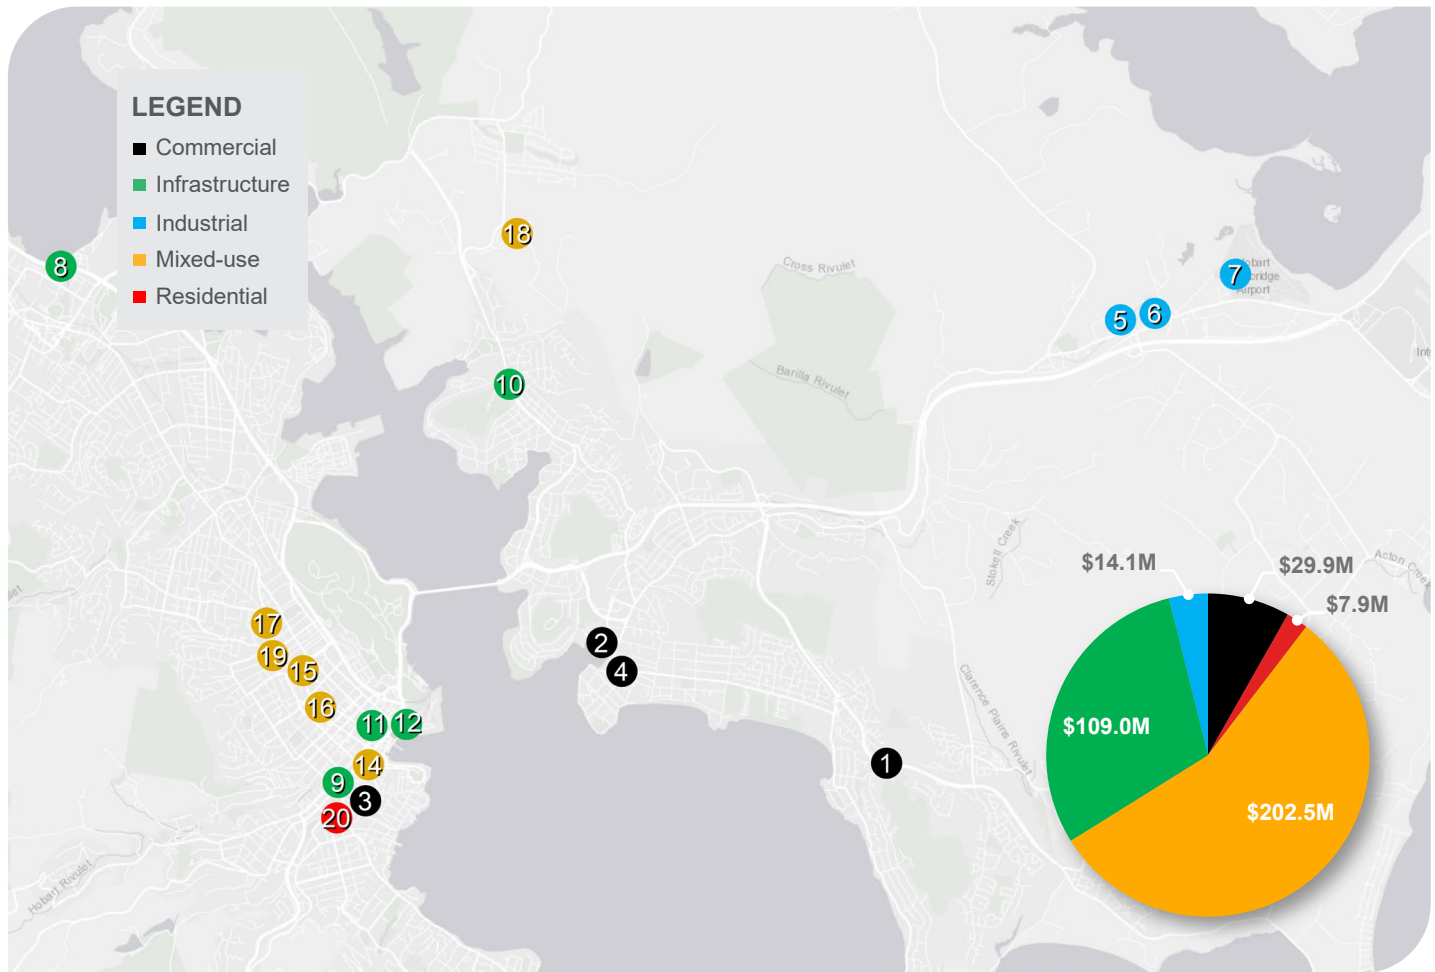 LEGEND
Commercial
Infrastructure
Industrial
Mixed-use
Residential
8
18
Cross Rivulet
7
Airport
5
6
10
Barilla Rivulet
Stokell Creek
Acton Creek
$14.1M
$29.9M
$7.9M
17
2
19
15
4
16
Clarence Plains Rivulet
11
12
$109.0M
14
1
9
3
20
$202.5M
Hobart Rivulet